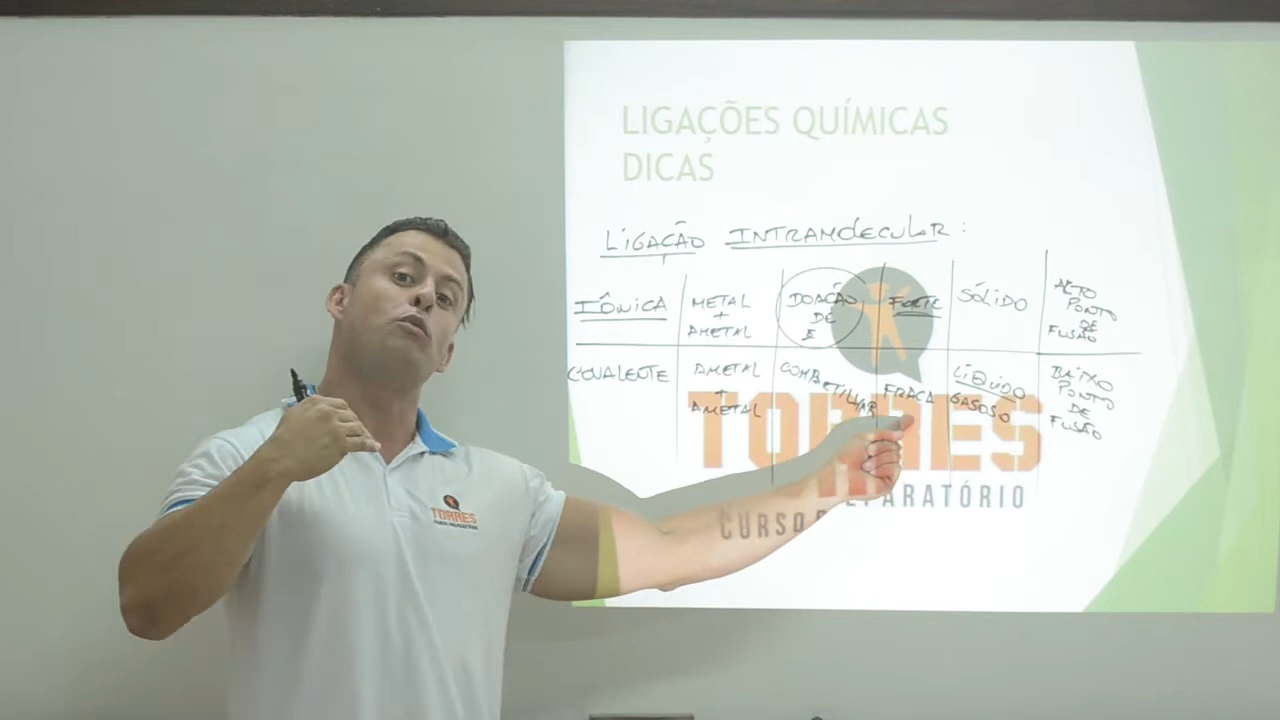 LIGAÇÕES QUÍMICAS
DICAS
LIGAÇÃO INTRAMOLECULAR:
IÔNICA
METAL
+
AMETAL
DOAÇÃO
DE
E
FORTE
SÓLIDO
ALTO
PONTO
DE
FUSÃO
COVALENTE
AMETAL
+
AMETAL
COMPARTILHAR
FRACA
LÍQUIDO
GASOSO
BAIXO
PONTO
DE
FUSÃO
TORRES
CURSO
TORRES